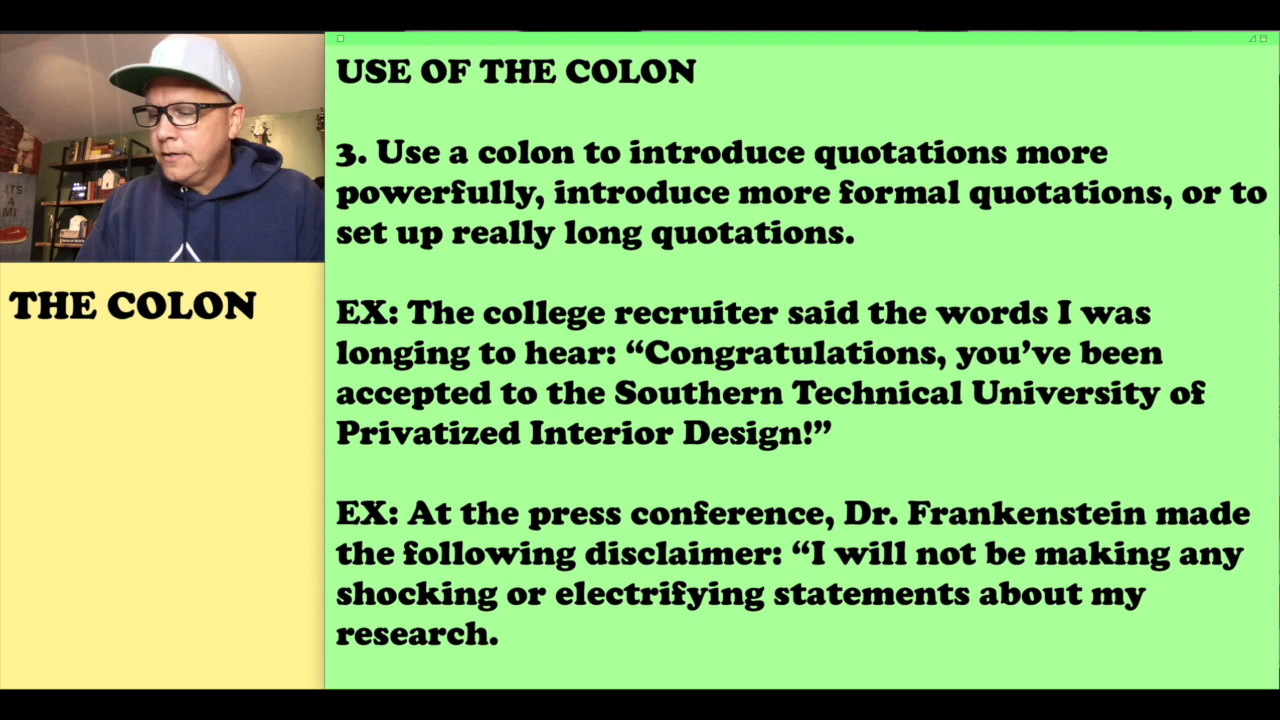 USE OF THE COLON
3. Use a colon to introduce quotations more
powerfully, introduce more formal quotations, or to
set up really long quotations.
EX: The college recruiter said the words I was
longing to hear: “Congratulations, you’ve been
accepted to the Southern Technical University of
Privatized Interior Design!”
EX: At the press conference, Dr. Frankenstein made
the following disclaimer: “I will not be making any
shocking or electrifying statements about my
research.
THE COLON